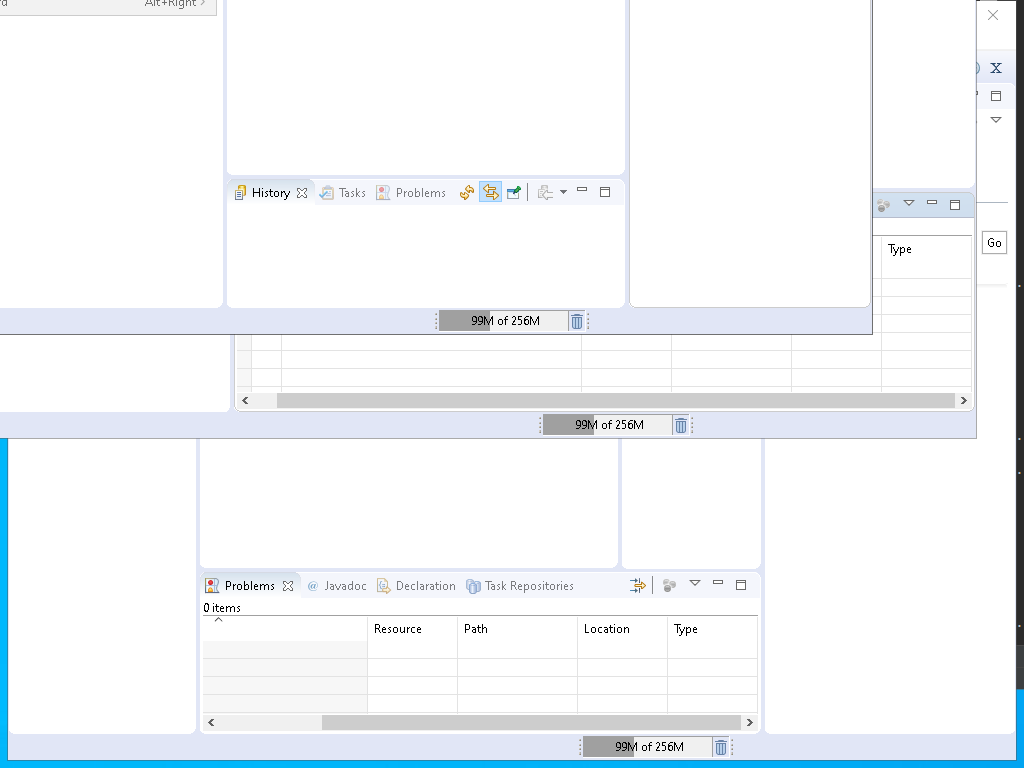 Alt+Right >
X
History Tasks Problems
Go
Type
99M of 256M
99M of 256M
Problems @ Javadoc Declaration Task Repositories
0 items
Resource Path Location Type
99M of 256M